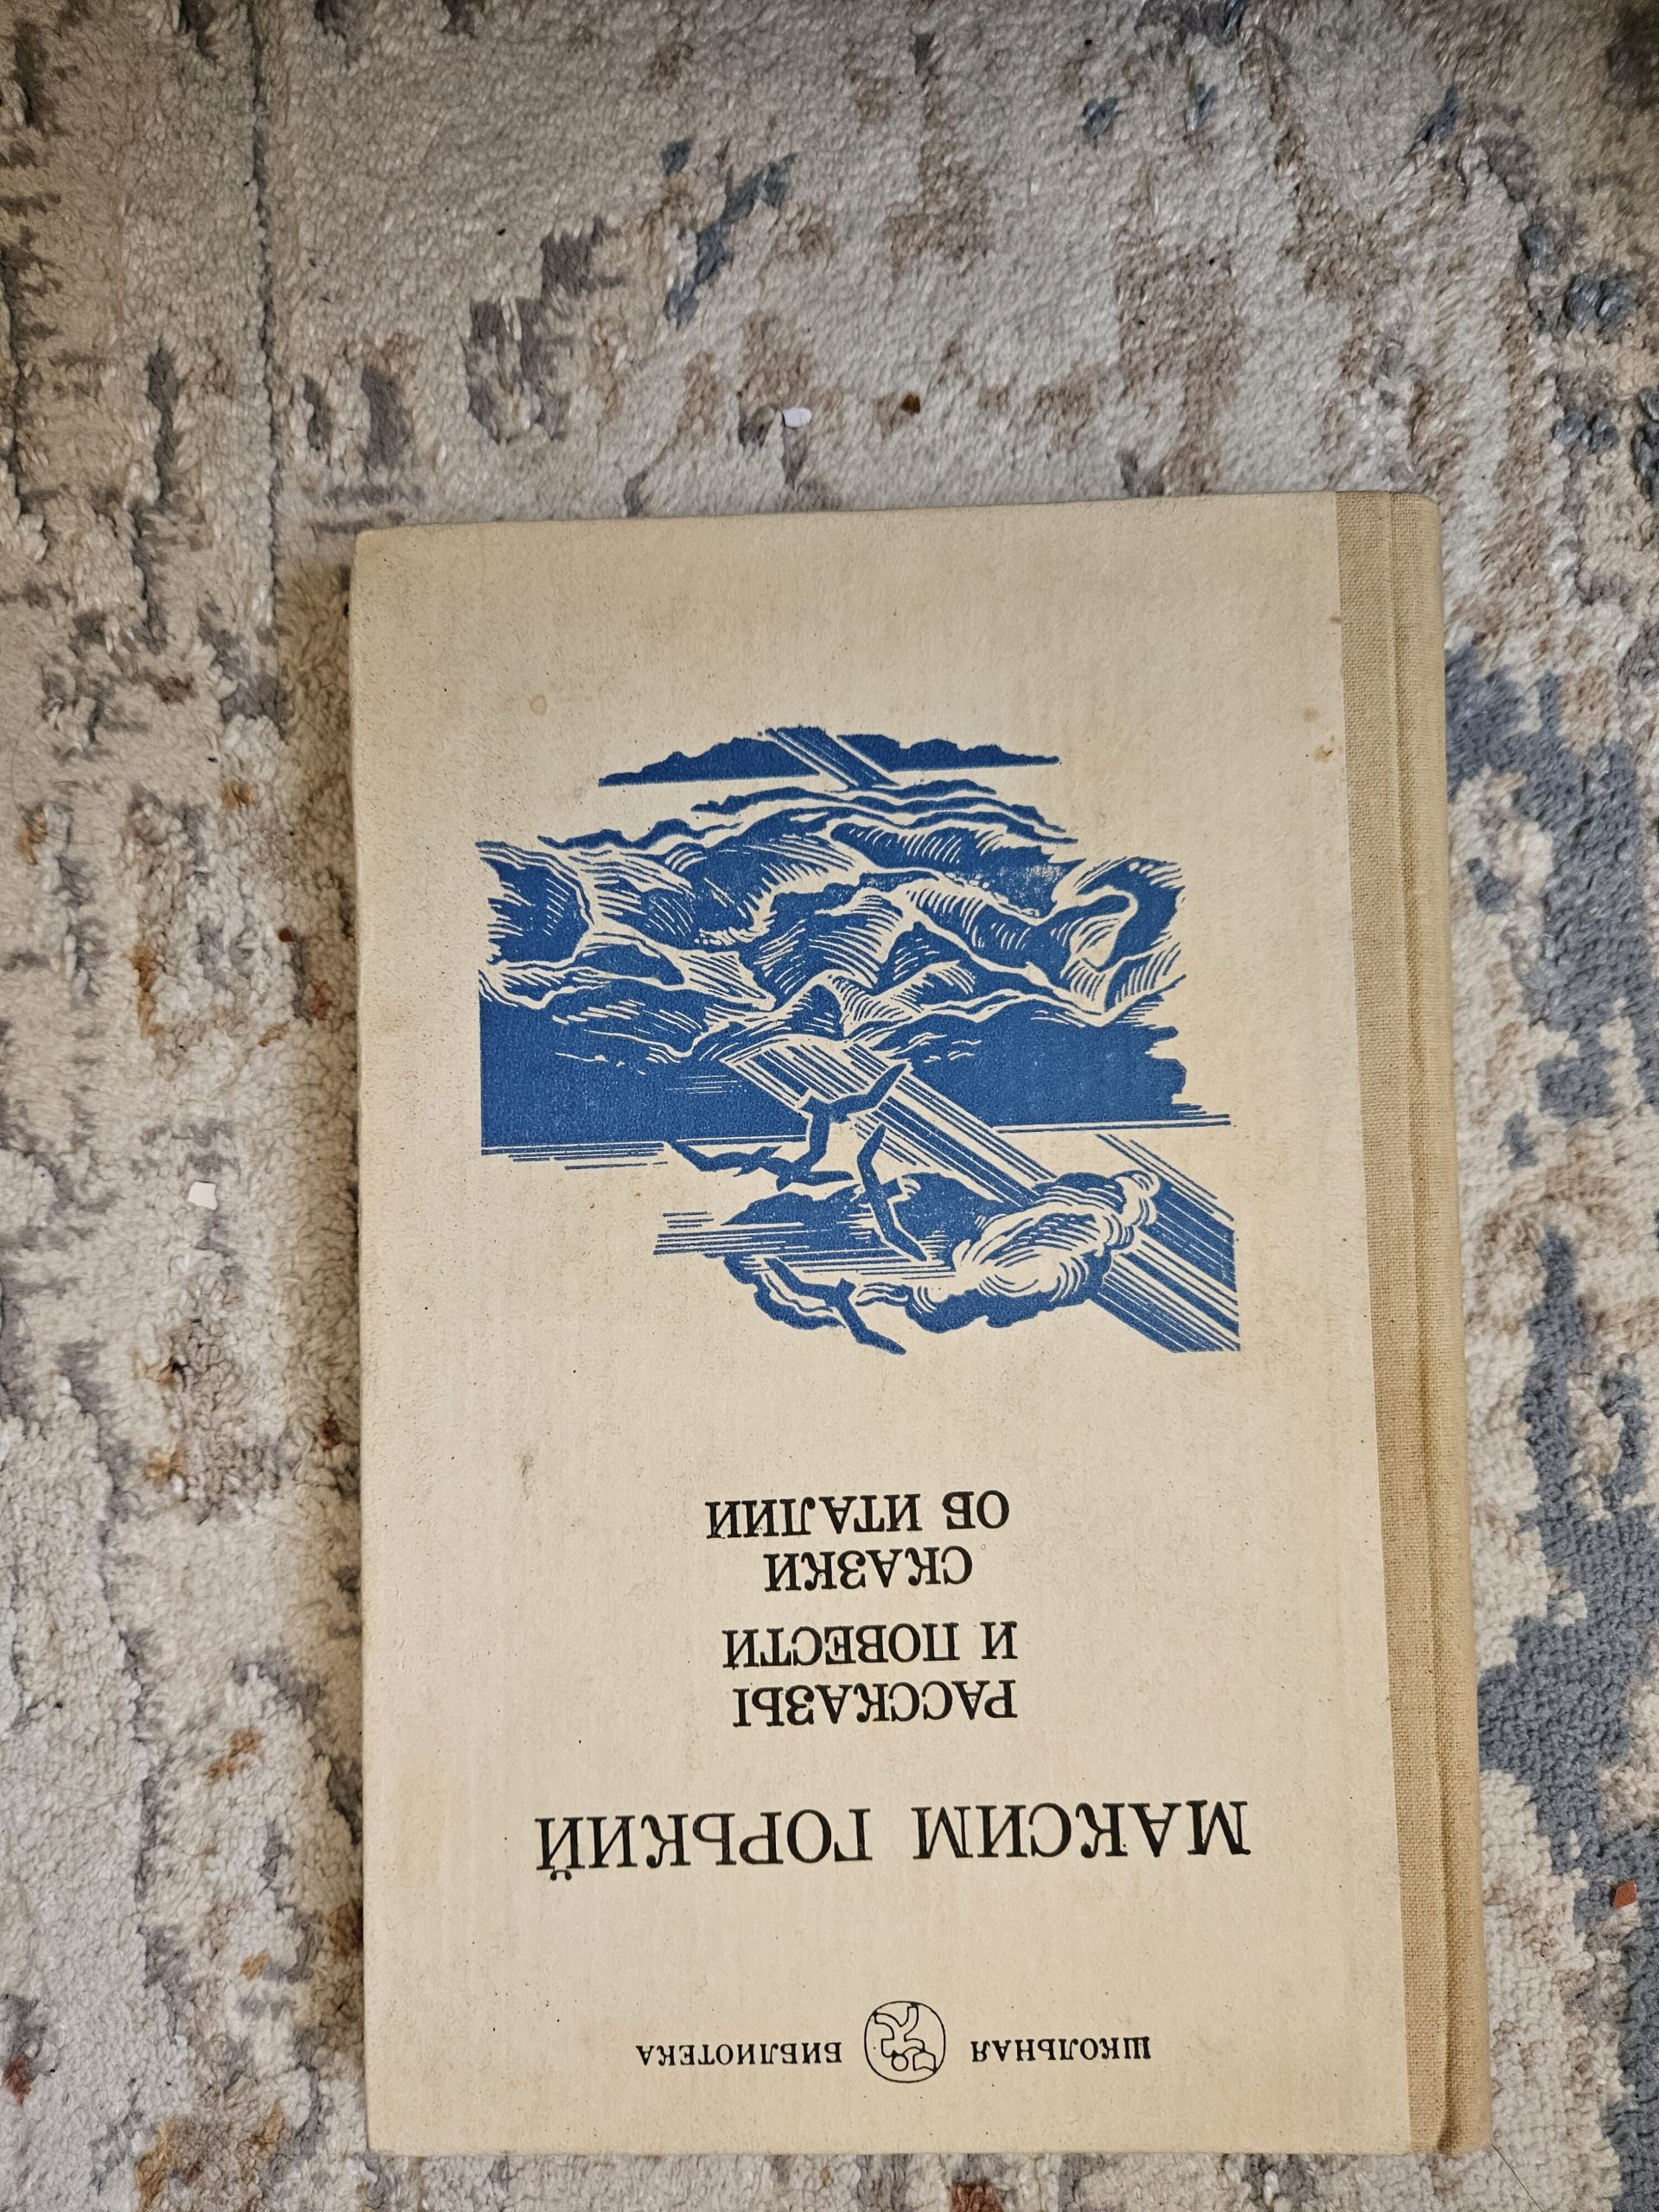 ШКОЛЬНАЯ БИБЛИОТЕКА
МАКСИМ ГОРЬКИЙ
РАССКАЗЫ
И ПОВЕСТИ
СКАЗКИ
ОБ ИТАЛИИ